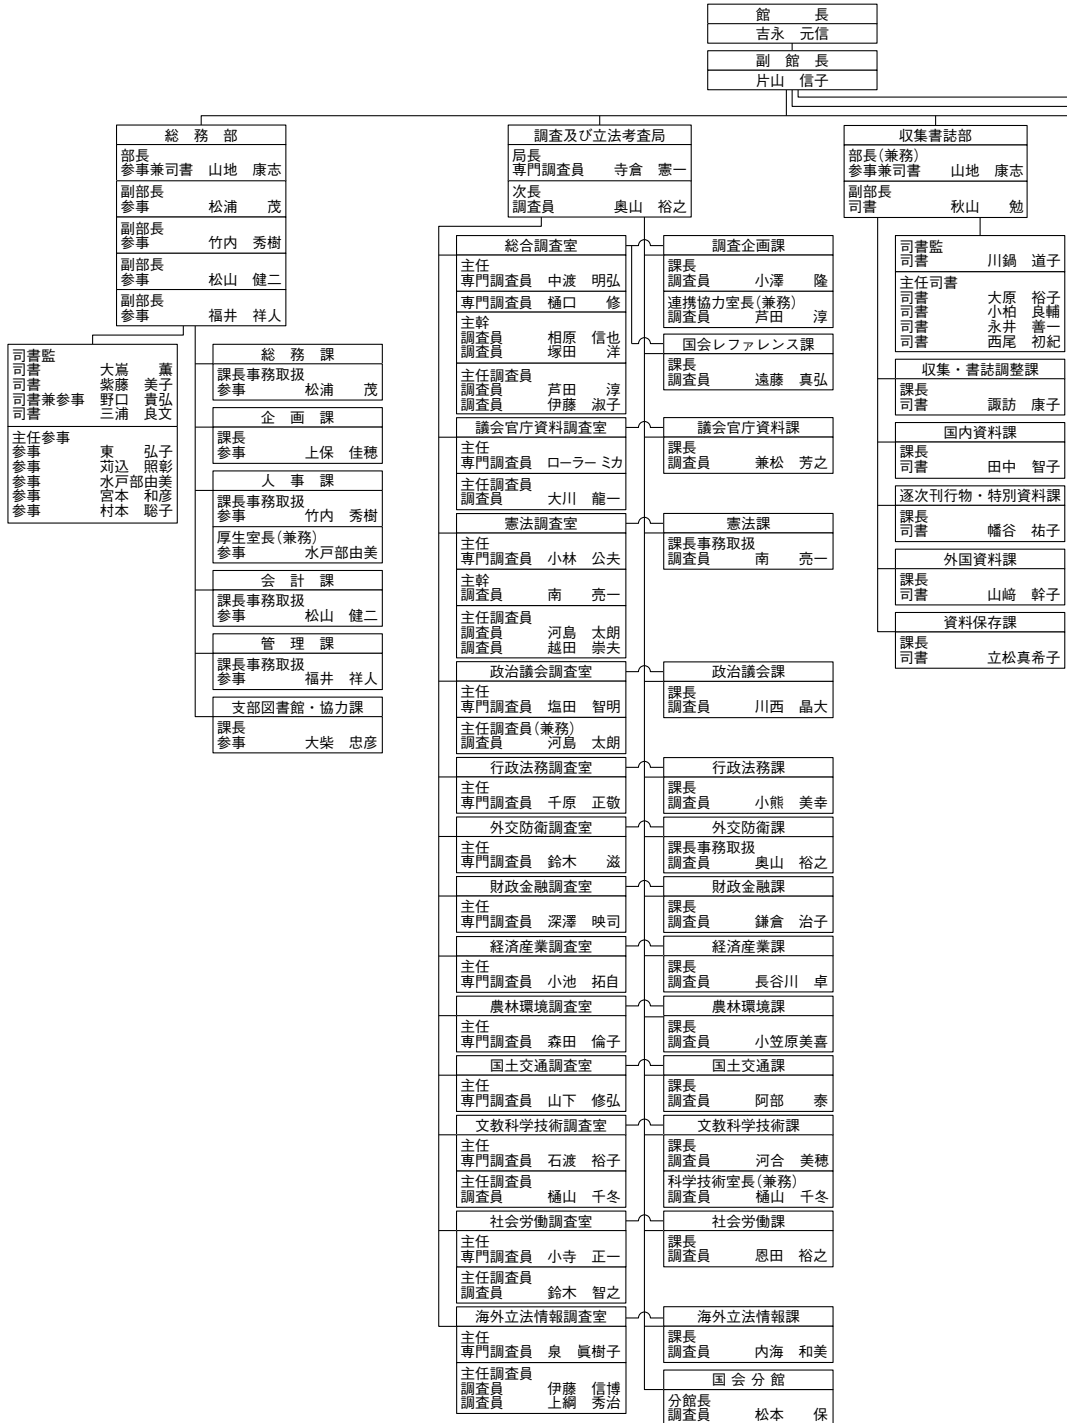 館　　長
吉永　元信
副　館　長
片山　信子
総　務　部
部長
参事兼司書　山地　康志
副部長
参事　松浦　　茂
副部長
参事　竹内　秀樹
副部長
参事　松山　健二
副部長
参事　福井　祥人
司書監
司書　大嶌　　薫
司書　紫藤　美子
司書兼参事　野口　貴弘
司書　三浦　良文
主任参事
参事　東　　弘子
参事　苅込　照彰
参事　水戸部由美
参事　宮本　和彦
参事　村本　聡子
総　務　課
課長事務取扱
参事　松浦　　茂
企　画　課
課長
参事　上保　佳穂
人　事　課
課長事務取扱
参事　竹内　秀樹
厚生室長(兼務)
参事　水戸部由美
会　計　課
課長事務取扱
参事　松山　健二
管　理　課
課長事務取扱
参事　福井　祥人
支部図書館・協力課
課長
参事　大柴　忠彦
調査及び立法考査局
局長
専門調査員　寺倉　憲一
次長
調査員　奥山　裕之
総合調査室
主任
専門調査員　中渡　明弘
専門調査員　樋口　　修
主幹
調査員　相原　信也
調査員　塚田　　洋
主任調査員
調査員　芦田　　淳
調査員　伊藤　淑子
議会官庁資料調査室
主任
専門調査員　ローラー ミカ
主任調査員
調査員　大川　龍一
憲法調査室
主任
専門調査員　小林　公夫
主幹
調査員　南　　亮一
主任調査員
調査員　河島　太朗
調査員　越田　崇夫
政治議会調査室
主任
専門調査員　塩田　智明
主任調査員(兼務)
調査員　河島　太朗
行政法務調査室
主任
専門調査員　千原　正敬
外交防衛調査室
主任
専門調査員　鈴木　　滋
財政金融調査室
主任
専門調査員　深澤　映司
経済産業調査室
主任
専門調査員　小池　拓自
農林環境調査室
主任
専門調査員　森田　倫子
国土交通調査室
主任
専門調査員　山下　修弘
文教科学技術調査室
主任
専門調査員　石渡　裕子
主任調査員
調査員　樋山　千冬
社会労働調査室
主任
専門調査員　小寺　正一
主任調査員
調査員　鈴木　智之
海外立法情報調査室
主任
専門調査員　泉　眞樹子
主任調査員
調査員　伊藤　信博
調査員　上綱　秀治
調査企画課
課長
調査員　小澤　　隆
連携協力室長(兼務)
調査員　芦田　　淳
国会レファレンス課
課長
調査員　遠藤　真弘
議会官庁資料課
課長
調査員　兼松　芳之
憲法課
課長事務取扱
調査員　南　　亮一
政治議会課
課長
調査員　川西　晶大
行政法務課
課長
調査員　小熊　美幸
外交防衛課
課長事務取扱
調査員　奥山　裕之
財政金融課
課長
調査員　鎌倉　治子
経済産業課
課長
調査員　長谷川　卓
農林環境課
課長
調査員　小笠原美喜
国土交通課
課長
調査員　阿部　　泰
文教科学技術課
課長
調査員　河合　美穂
科学技術室長(兼務)
調査員　樋山　千冬
社会労働課
課長
調査員　恩田　裕之
海外立法情報課
課長
調査員　内海　和美
国 会 分 館
分館長
調査員　松本　　保
収集書誌部
部長(兼務)
参事兼司書　山地　康志
副部長
司書　秋山　　勉
司書監
司書　川鍋　道子
主任司書
司書　大原　裕子
司書　小柏　良輔
司書　永井　善一
司書　西尾　初紀
収集・書誌調整課
課長
司書　諏訪　康子
国内資料課
課長
司書　田中　智子
逐次刊行物・特別資料課
課長
司書　幡谷　祐子
外国資料課
課長
司書　山﨑　幹子
資料保存課
課長
司書　立松真希子